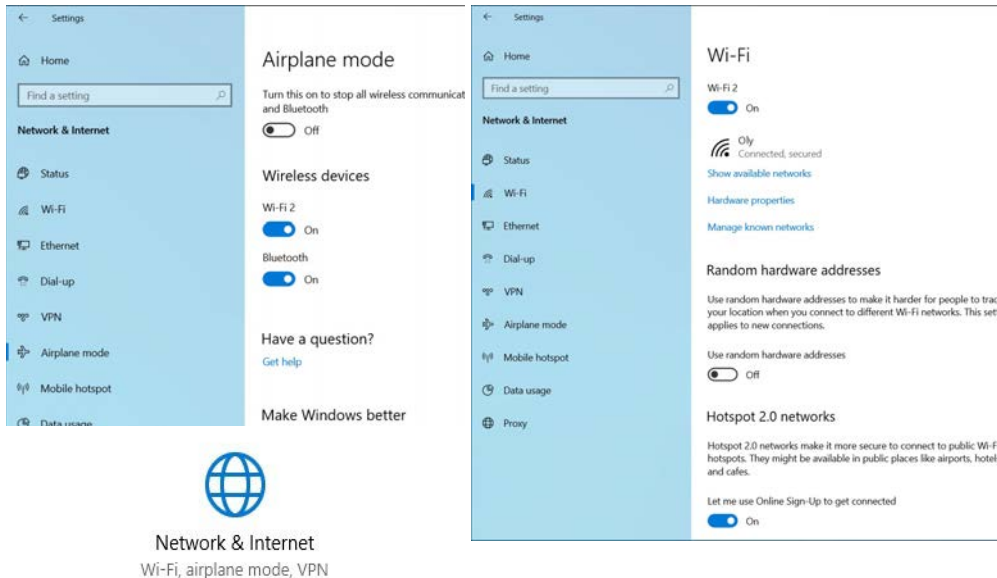 Settings
Home
Find a setting
Network & Internet
Status
Wi-Fi
Ethernet
Dial-up
VPN
Airplane mode
Mobile hotspot
Data usage
Airplane mode
Turn this on to stop all wireless communicat
and Bluetooth
Off
Wireless devices
Wi-Fi 2
On
Bluetooth
On
Have a question?
Get help
Make Windows better
Network & Internet
Wi-Fi, airplane mode, VPN
Settings
Home
Find a setting
Network & Internet
Status
Wi-Fi
Ethernet
Dial-up
VPN
Airplane mode
Mobile hotspot
Data usage
Proxy
Wi-Fi
Wi-Fi 2
On
Oly
Connected, secured
Show available networks
Hardware properties
Manage known networks
Random hardware addresses
Use random hardware addresses to make it harder for people to trac
your location when you connect to different Wi-Fi networks. This set
applies to new connections.
Use random hardware addresses
Off
Hotspot 2.0 networks
Hotspot 2.0 networks make it more secure to connect to public Wi-F
hotspots. They might be available in public places like airports, hotels
and cafes.
Let me use Online Sign-Up to get connected
On